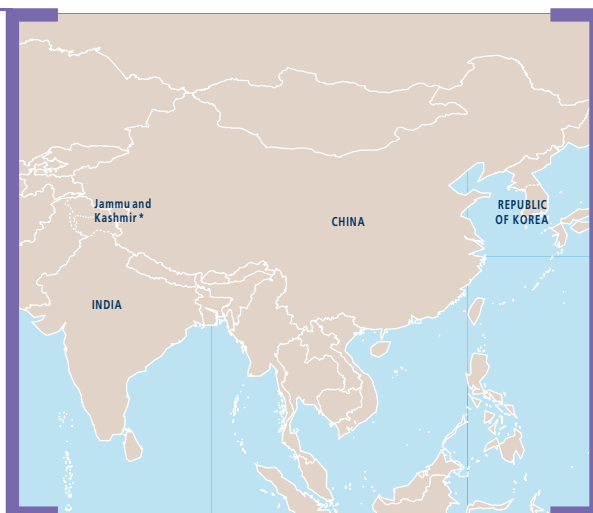 Jammu and
Kashmir *
REPUBLIC
OF KOREA
CHINA
INDIA